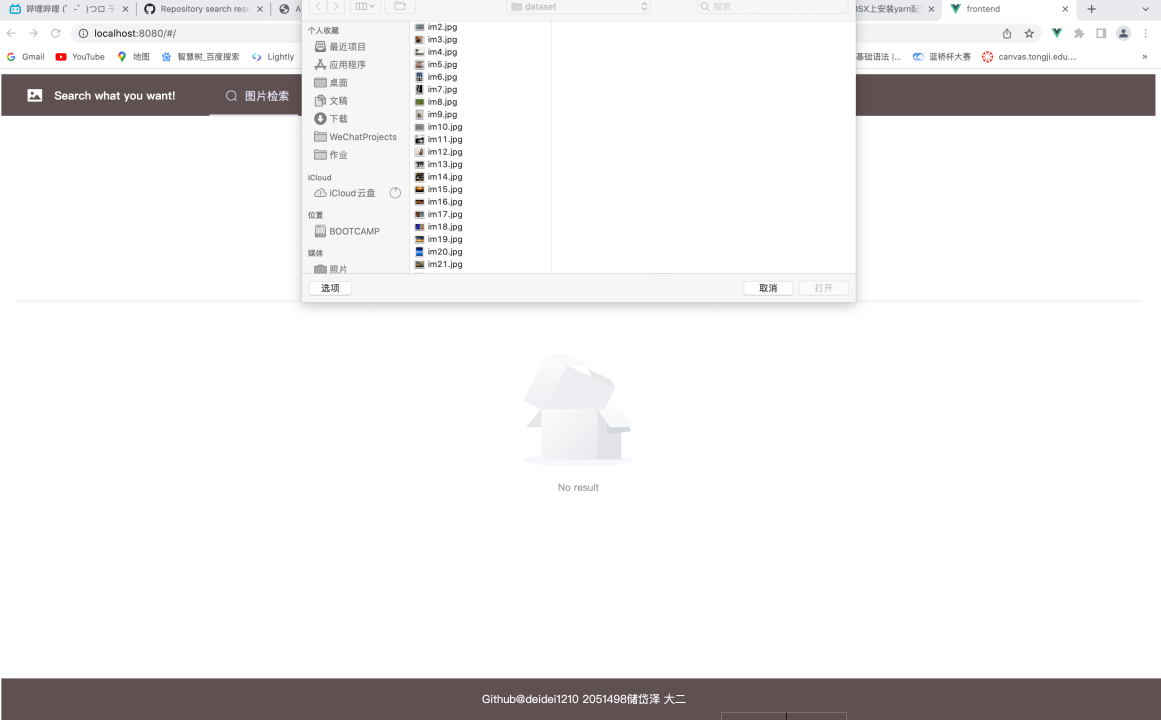 哔哩哔哩 (゜-゜)つロ 干
Repository search resu
A
dataset
搜索
OSX上安装yarn配置
frontend
localhost:8080/#/
Gmail
YouTube
地图
智慧树_百度搜索
Lightly
基础语法 |...
蓝桥杯大赛
canvas.tongji.edu....
»
Search what you want!
图片检索
个人收藏
最近项目
应用程序
桌面
文稿
下载
WeChatProjects
作业
iCloud
iCloud云盘
位置
BOOTCAMP
媒体
照片
im2.jpg
im3.jpg
im4.jpg
im5.jpg
im6.jpg
im7.jpg
im8.jpg
im9.jpg
im10.jpg
im11.jpg
im12.jpg
im13.jpg
im14.jpg
im15.jpg
im16.jpg
im17.jpg
im18.jpg
im19.jpg
im20.jpg
im21.jpg
选项
取消
打开
No result
Github@deidei1210 2051498储岱泽 大二